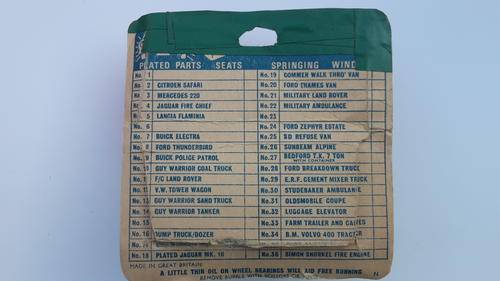 PLATED PARTS SEATS SPRINGING WIND
No. 1
No. 2 CITROEN SAFARI
No. 3 MERCEDES 220
No. 4 JAGUAR FIRE CHIEF
No. 5 LANCIA FLAMINIA
No. 6
No. 7 BUICK ELECTRA
No. 8 FORD THUNDERBIRD
No. 9 BUICK POLICE PATROL
No. 10 GUY WARRIOR COAL TRUCK
No. 11 F/C LAND ROVER
No. 12 V.W. TOWER WAGON
No. 13 GUY WARRIOR SAND TRUCK
No. 14 GUY WARRIOR TANKER
No. 15
No. 16 DUMP TRUCK/DOZER
No. 18 PLATED JAGUAR MK. 10
No. 19 COMMER WALK THRO' VAN
No. 20 FORD THAMES VAN
No. 21 MILITARY LAND ROVER
No. 22 MILITARY AMBULANCE
No. 23
No. 24 FORD ZEPHYR ESTATE
No. 25 SD REFUSE VAN
No. 26 SUNBEAM ALPINE
No. 27 BEDFORD T.K. 7 TON
WITH CONTAINER
No. 28 FORD BREAKDOWN TRUCK
No. 29 E.R.F. CEMENT MIXER TRUCK
No. 30 STUDEBAKER AMBULANCE
No. 31 OLDSMOBILE COUPE
No. 32 LUGGAGE ELEVATOR
No. 33 FARM TRAILER AND CALVES
No. 34 B.M. VOLVO 400 TRACTOR
No. 36 SIMON SNORKEL FIRE ENGINE
MADE IN GREAT BRITAIN
A LITTLE THIN OIL ON WHEEL BEARINGS WILL AID FREE RUNNING N
REMOVE BUBBLE WITH SCISSORS OR